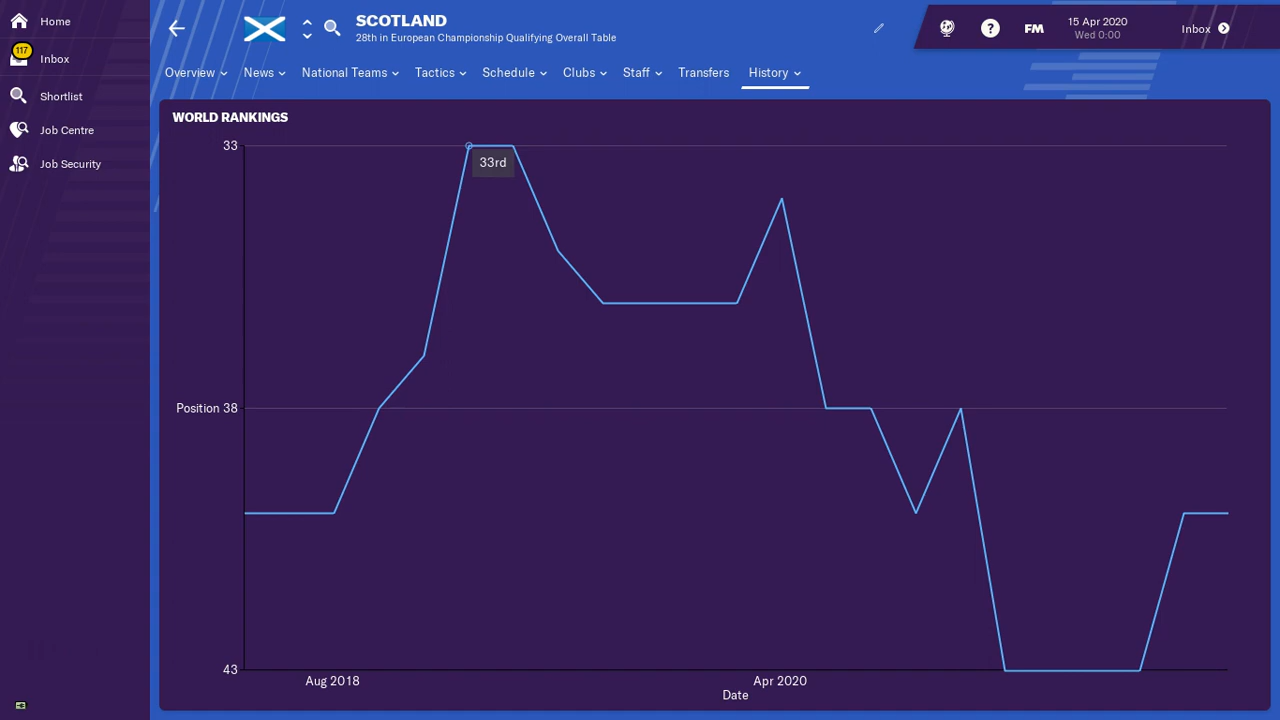 Home
117
Inbox
Shortlist
Job Centre
Job Security
SCOTLAND
28th in European Championship Qualifying Overall Table
?
FM
15 Apr 2020
Wed 0:00
Inbox
Overview
News
National Teams
Tactics
Schedule
Clubs
Staff
Transfers
History
WORLD RANKINGS
33
33rd
Position 38
43
Aug 2018
Apr 2020
Date